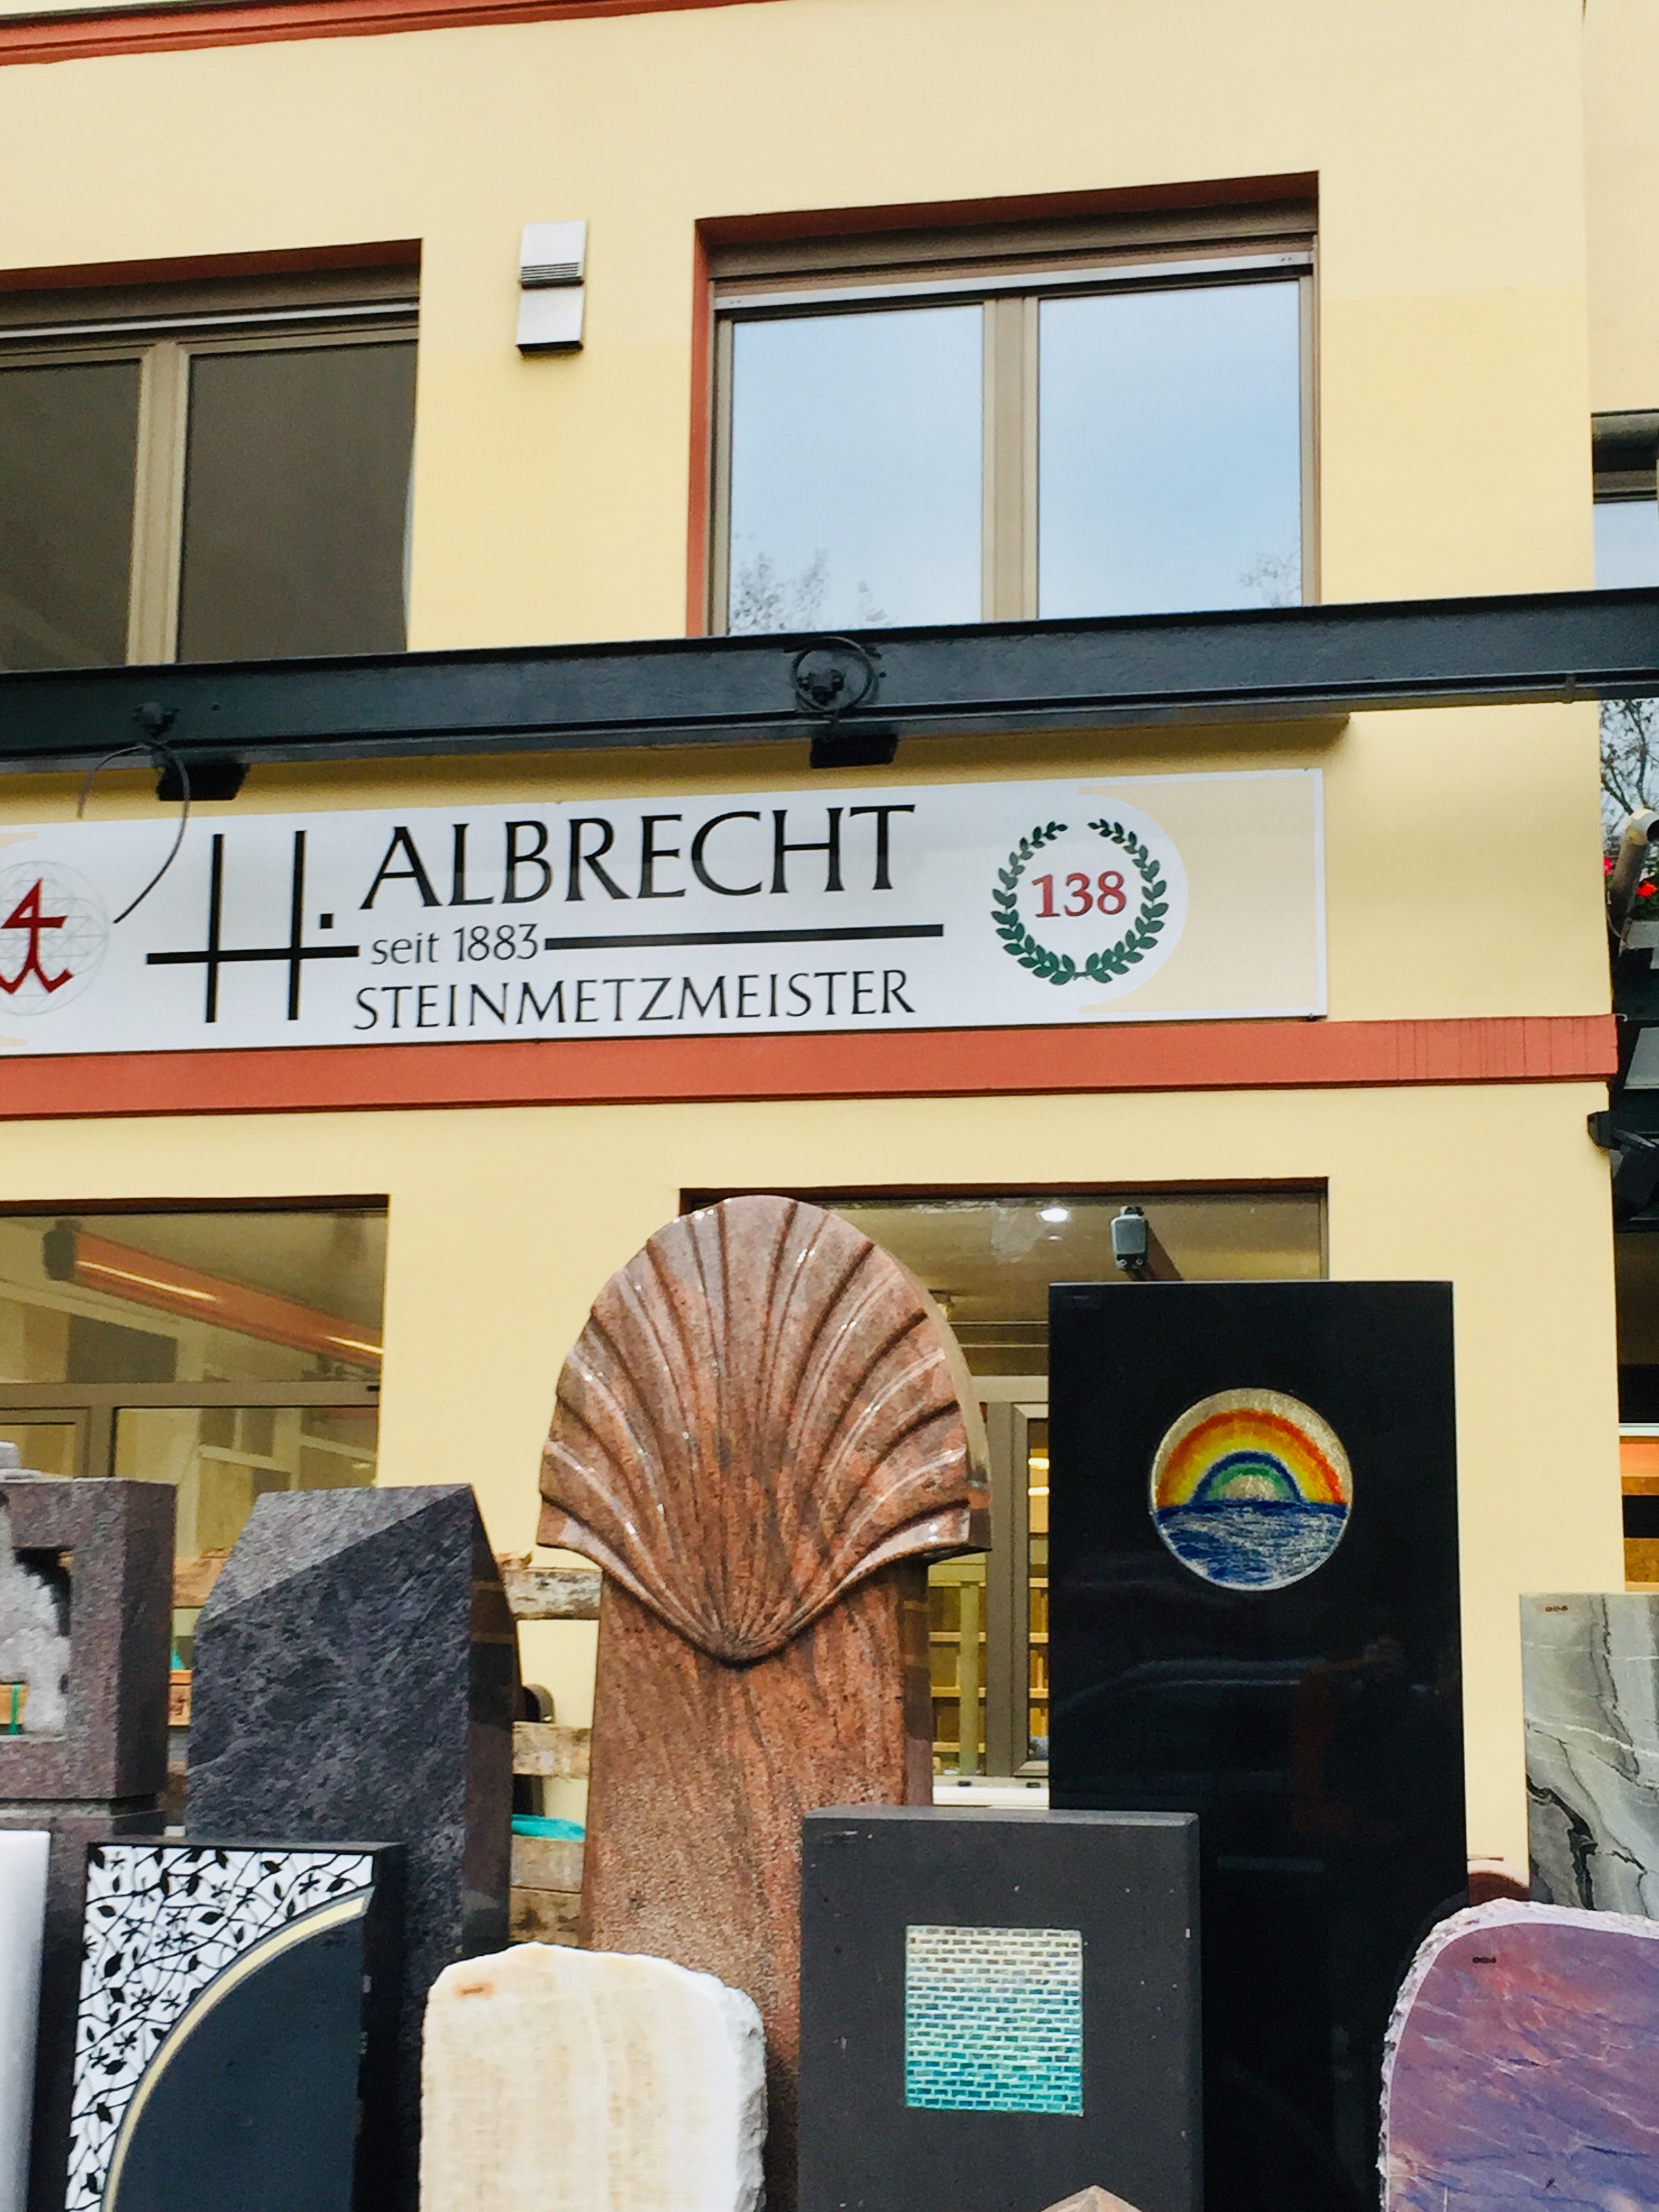 H. ALBRECHT
seit 1883
STEINMETZMEISTER
138